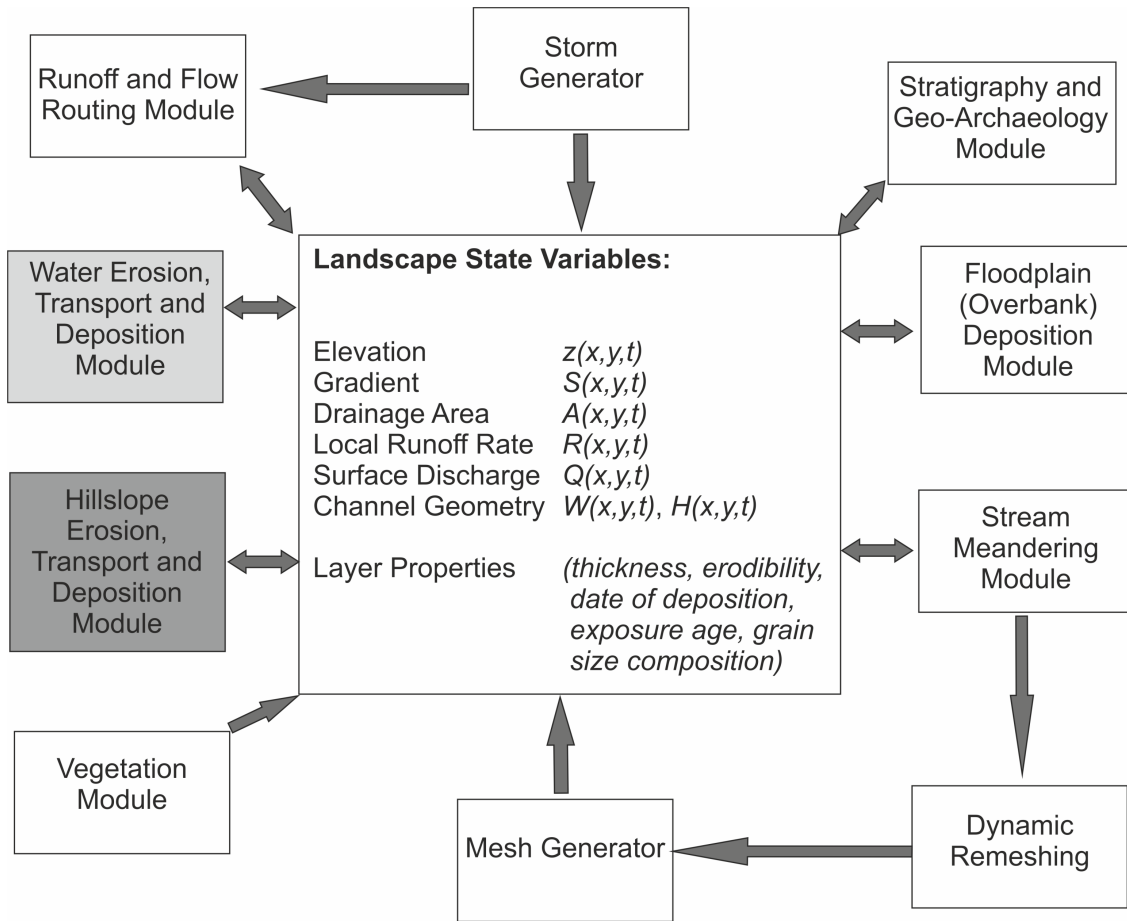 Storm
Generator
Runoff and Flow
Routing Module
Stratigraphy and
Geo-Archaeology
Module
Landscape State Variables:
Elevation z(x,y,t)
Gradient S(x,y,t)
Drainage Area A(x,y,t)
Local Runoff Rate R(x,y,t)
Surface Discharge Q(x,y,t)
Channel Geometry W(x,y,t), H(x,y,t)
Layer Properties (thickness, erodibility,
date of deposition,
exposure age, grain
size composition)
Water Erosion,
Transport and
Deposition
Module
Floodplain
(Overbank)
Deposition
Module
Hillslope
Erosion,
Transport and
Deposition
Module
Stream
Meandering
Module
Vegetation
Module
Mesh Generator
Dynamic
Remeshing